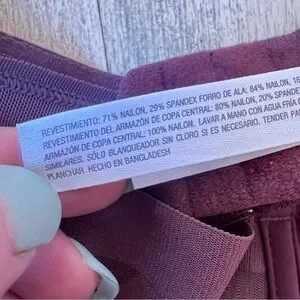 REVESTIMIENTO: 71% NAILON, 29% SPANDEX FORRO DE ALA: 84% NAILON, 16
REVESTIMIENTO DEL ARMAZÓN DE COPA CENTRAL: 80% NAILON, 20% SPANDEX
ARMAZÓN DE COPA CENTRAL: 100% NAILON. LAVAR A MANO CON AGUA FRÍA
SIMILARES. SÓLO BLANQUEADOR SIN CLORO SI ES NECESARIO. TENDER PAR
PLANCHAR. HECHO EN BANGLADESH